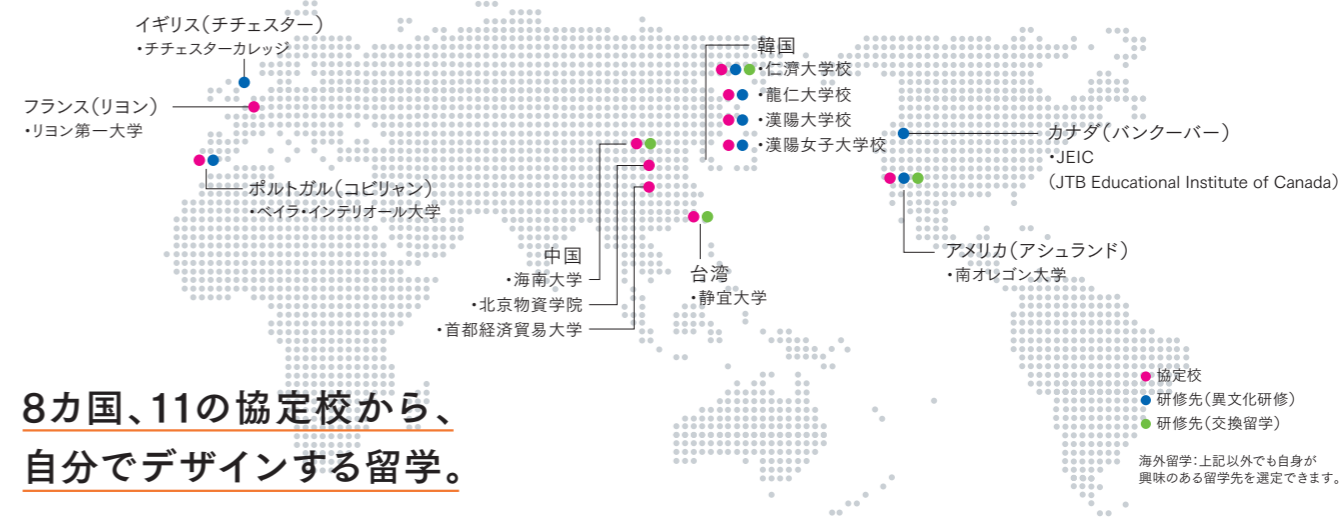 イギリス（チチェスター）
・チチェスターカレッジ
フランス（リヨン）
・リヨン第一大学
ポルトガル（コビリャン）
・ベイラ・インテリオール大学
中国
・海南大学
・北京物資学院
・首都経済貿易大学
台湾
・静宜大学
韓国
・仁濟大学校
・龍仁大学校
・漢陽大学校
・漢陽女子大学校
カナダ（バンクーバー）
・JEIC
（JTB Educational Institute of Canada）
アメリカ（アシュランド）
・南オレゴン大学
8カ国、11の協定校から、
自分でデザインする留学。
協定校
研修先（異文化研修）
研修先（交換留学）
海外留学：上記以外でも自身が
興味のある留学先を選定できます。